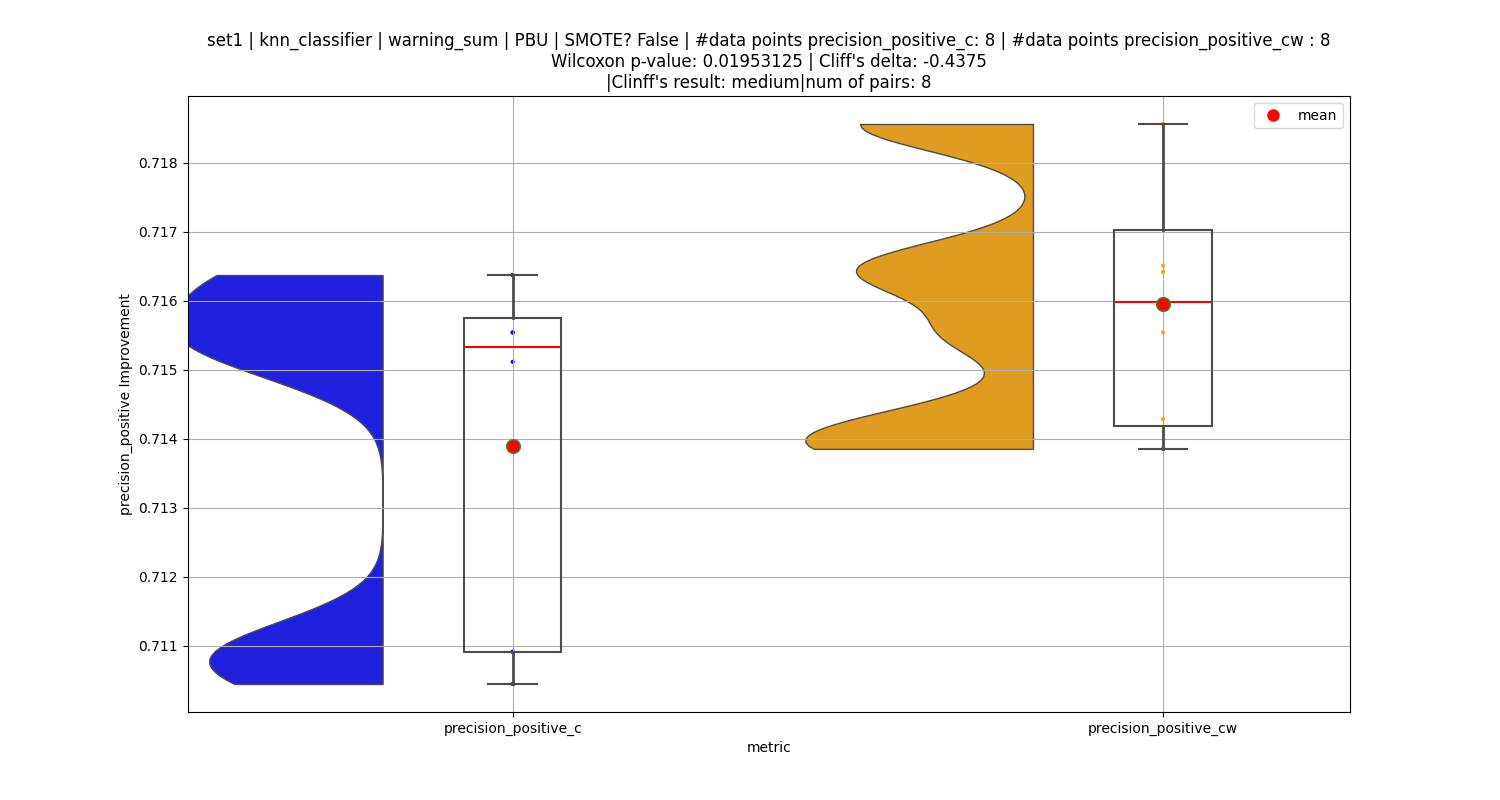 set1 | knn_classifier | warning_sum | PBU | SMOTE? False | #data points precision_positive_c: 8 | #data points precision_positive_cw : 8
Wilcoxon p-value: 0.01953125 | Cliff's delta: -0.4375
|Clinff's result: medium|num of pairs: 8
mean
precision_positive Improvement
0.718
0.717
0.716
0.715
0.714
0.713
0.712
0.711
precision_positive_c
precision_positive_cw
metric